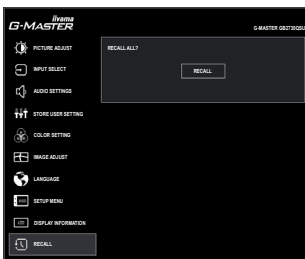 iiyama
G-MASTER
G-MASTER GB2730QSU
PICTURE ADJUST
RECALL ALL?
INPUT SELECT
RECALL
AUDIO SETTINGS
STORE USER SETTING
COLOR SETTING
IMAGE ADJUST
LANGUAGE
SETUP MENU
DISPLAY INFORMATION
RECALL